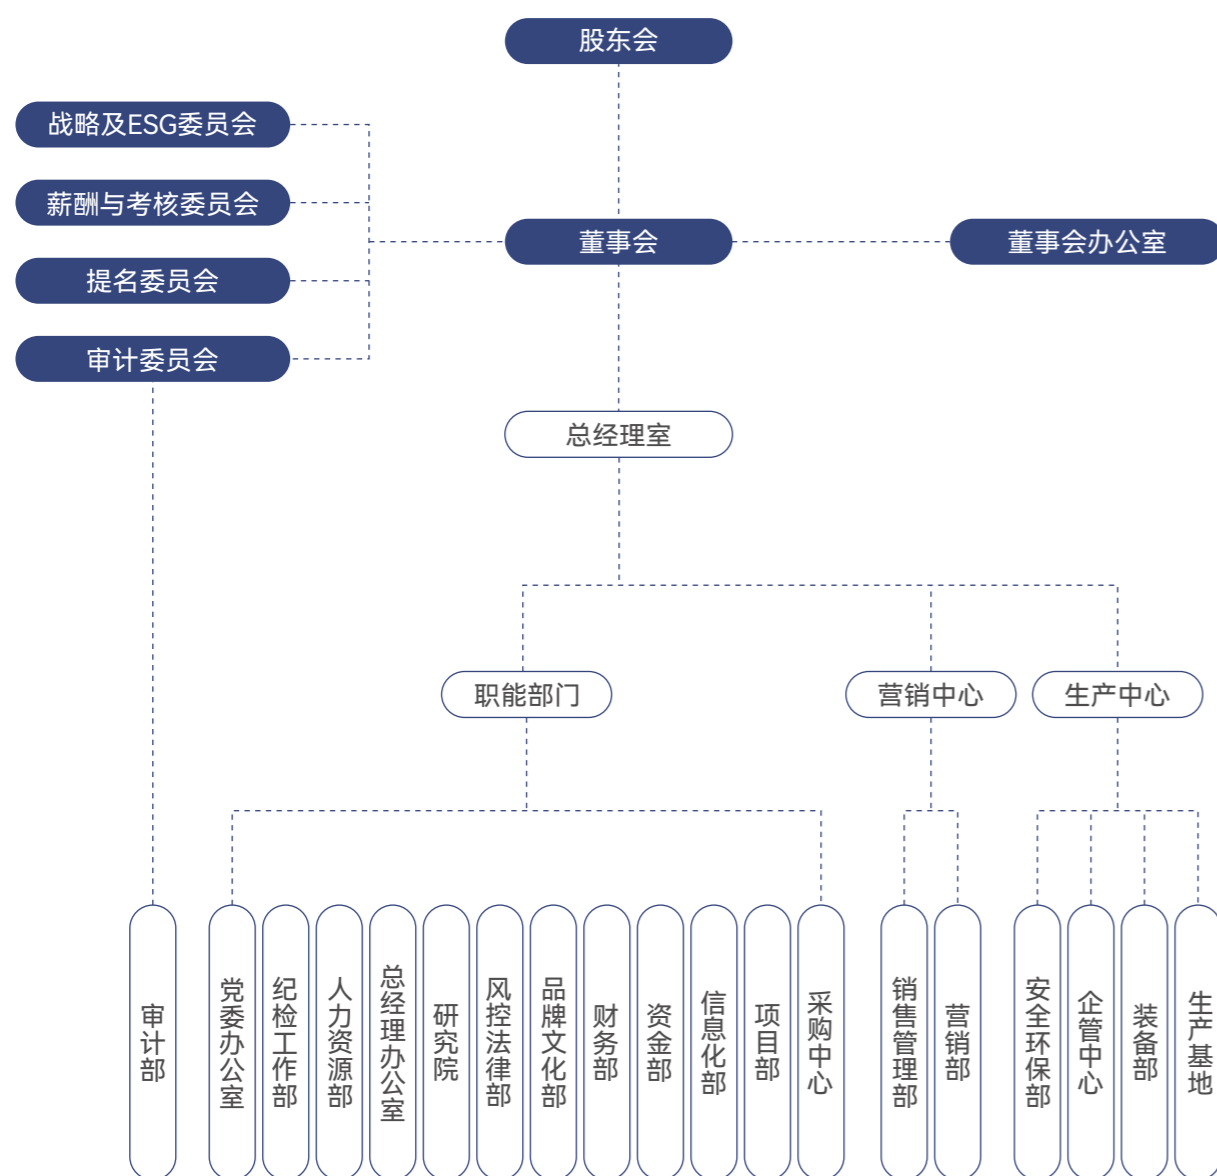 股东会
战略及ESG委员会
薪酬与考核委员会
董事会
董事会办公室
提名委员会
审计委员会
总经理室
职能部门
营销中心
生产中心
审计部
党委办公室
纪检工作部
人力资源部
总经理办公室
研究院
风控法律部
品牌文化部
财务部
资金部
信息化部
项目部
采购中心
销售管理部
营销部
安全环保部
企管中心
装备部
生产基地